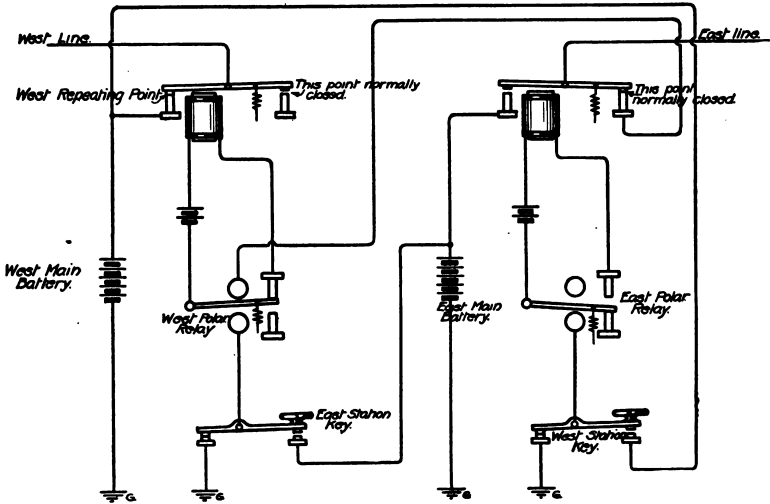 West Line.
East line.
West Repeating Point
This point normally
closed.
This point
normally closed.
West Main
Battery.
West Polar
Relay
East Main
Battery.
East Polar
Relay.
East Station
Key.
West Station
Key.
G.
G.
G.
G.